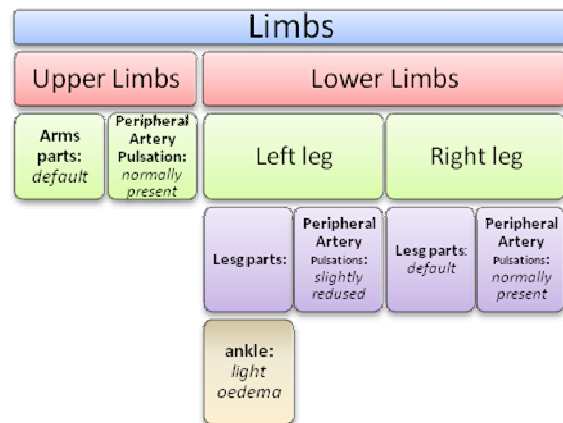 Limbs
Upper Limbs
Lower Limbs
Arms
parts:
default
Peripheral
Artery
Pulsation:
normally
present
Left leg
Right leg
Lesg parts:
Peripheral
Artery
Pulsations:
slightly
redused
Lesg parts:
default
Peripheral
Artery
Pulsations:
normally
present
ankle:
light
oedema